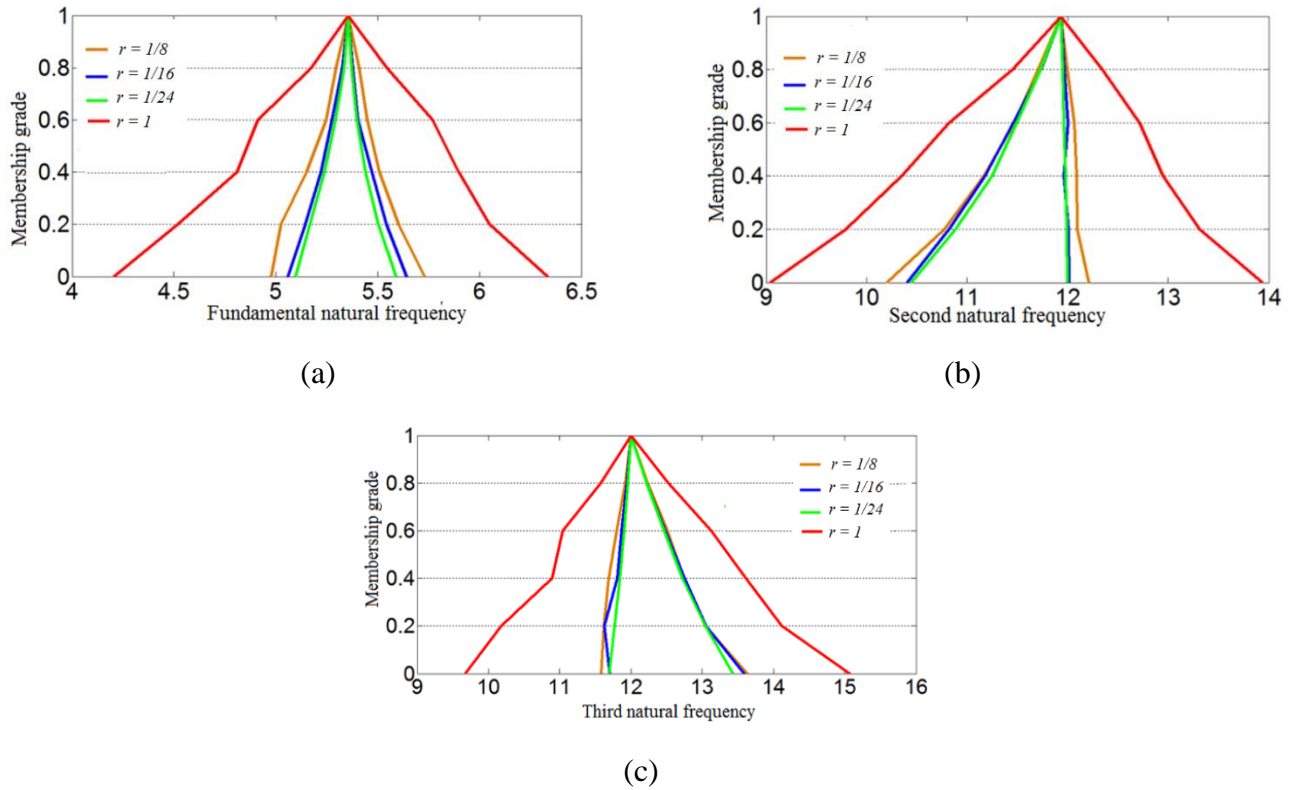 1
0.8
0.6
0.4
0.2
0
Membership grade
r = 1/8
r = 1/16
r = 1/24
r = 1
4 4.5 5 5.5 6 6.5
Fundamental natural frequency
(a)
1
0.8
0.6
0.4
0.2
0
Membership grade
r = 1/8
r = 1/16
r = 1/24
r = 1
9 10 11 12 13 14
Second natural frequency
(b)
1
0.8
0.6
0.4
0.2
0
Membership grade
r = 1/8
r = 1/16
r = 1/24
r = 1
9 10 11 12 13 14 15 16
Third natural frequency
(c)